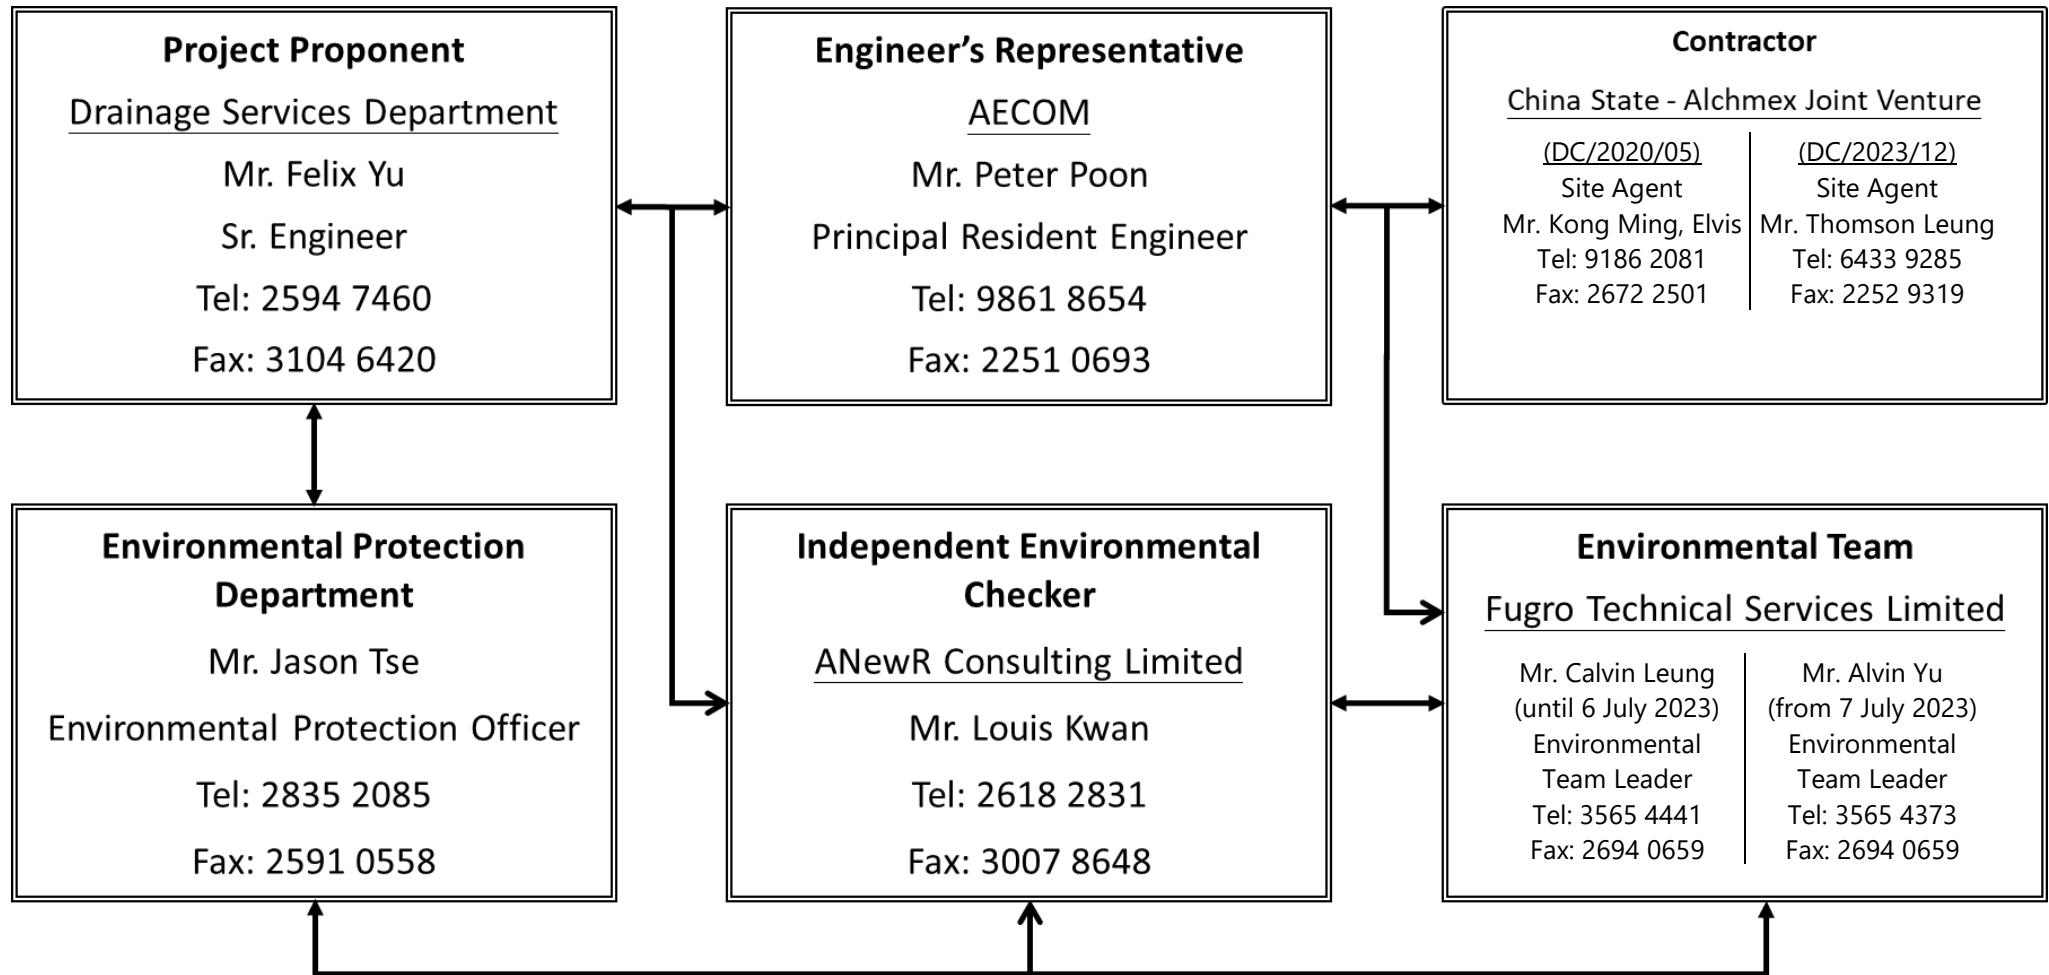 Project Proponent
Drainage Services Department
Mr. Felix Yu
Sr. Engineer
Tel: 2594 7460
Fax: 3104 6420
Engineer’s Representative
AECOM
Mr. Peter Poon
Principal Resident Engineer
Tel: 9861 8654
Fax: 2251 0693
Contractor
China State - Alchmex Joint Venture
(DC/2020/05)
Site Agent
Mr. Kong Ming, Elvis
Tel: 9186 2081
Fax: 2672 2501
(DC/2023/12)
Site Agent
Mr. Thomson Leung
Tel: 6433 9285
Fax: 2252 9319
Environmental Protection
Department
Mr. Jason Tse
Environmental Protection Officer
Tel: 2835 2085
Fax: 2591 0558
Independent Environmental
Checker
ANewR Consulting Limited
Mr. Louis Kwan
Tel: 2618 2831
Fax: 3007 8648
Environmental Team
Fugro Technical Services Limited
Mr. Calvin Leung
(until 6 July 2023)
Environmental
Team Leader
Tel: 3565 4441
Fax: 2694 0659
Mr. Alvin Yu
(from 7 July 2023)
Environmental
Team Leader
Tel: 3565 4373
Fax: 2694 0659